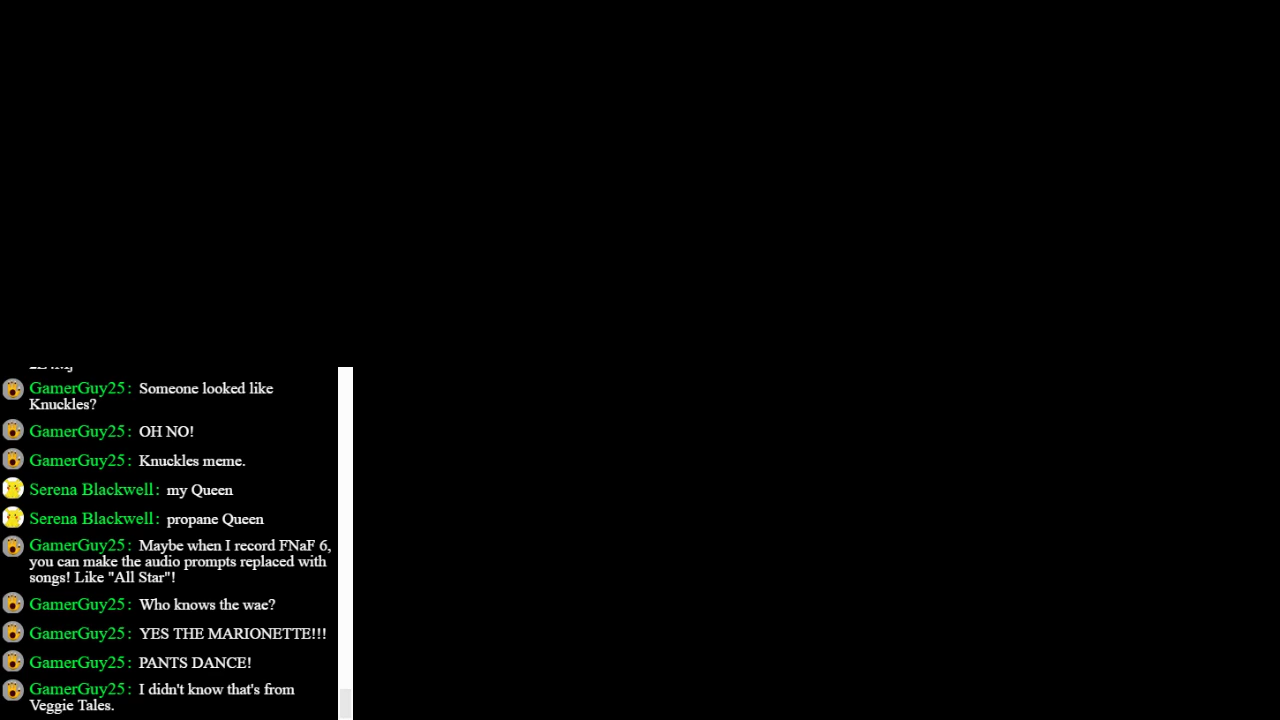 GamerGuy25: Someone looked like
Knuckles?
GamerGuy25: OH NO!
GamerGuy25: Knuckles meme.
Serena Blackwell: my Queen
Serena Blackwell: propane Queen
GamerGuy25: Maybe when I record FNaF 6,
you can make the audio prompts replaced with
songs! Like "All Star"!
GamerGuy25: Who knows the wae?
GamerGuy25: YES THE MARIONETTE!!!
GamerGuy25: PANTS DANCE!
GamerGuy25: I didn't know that's from
Veggie Tales.